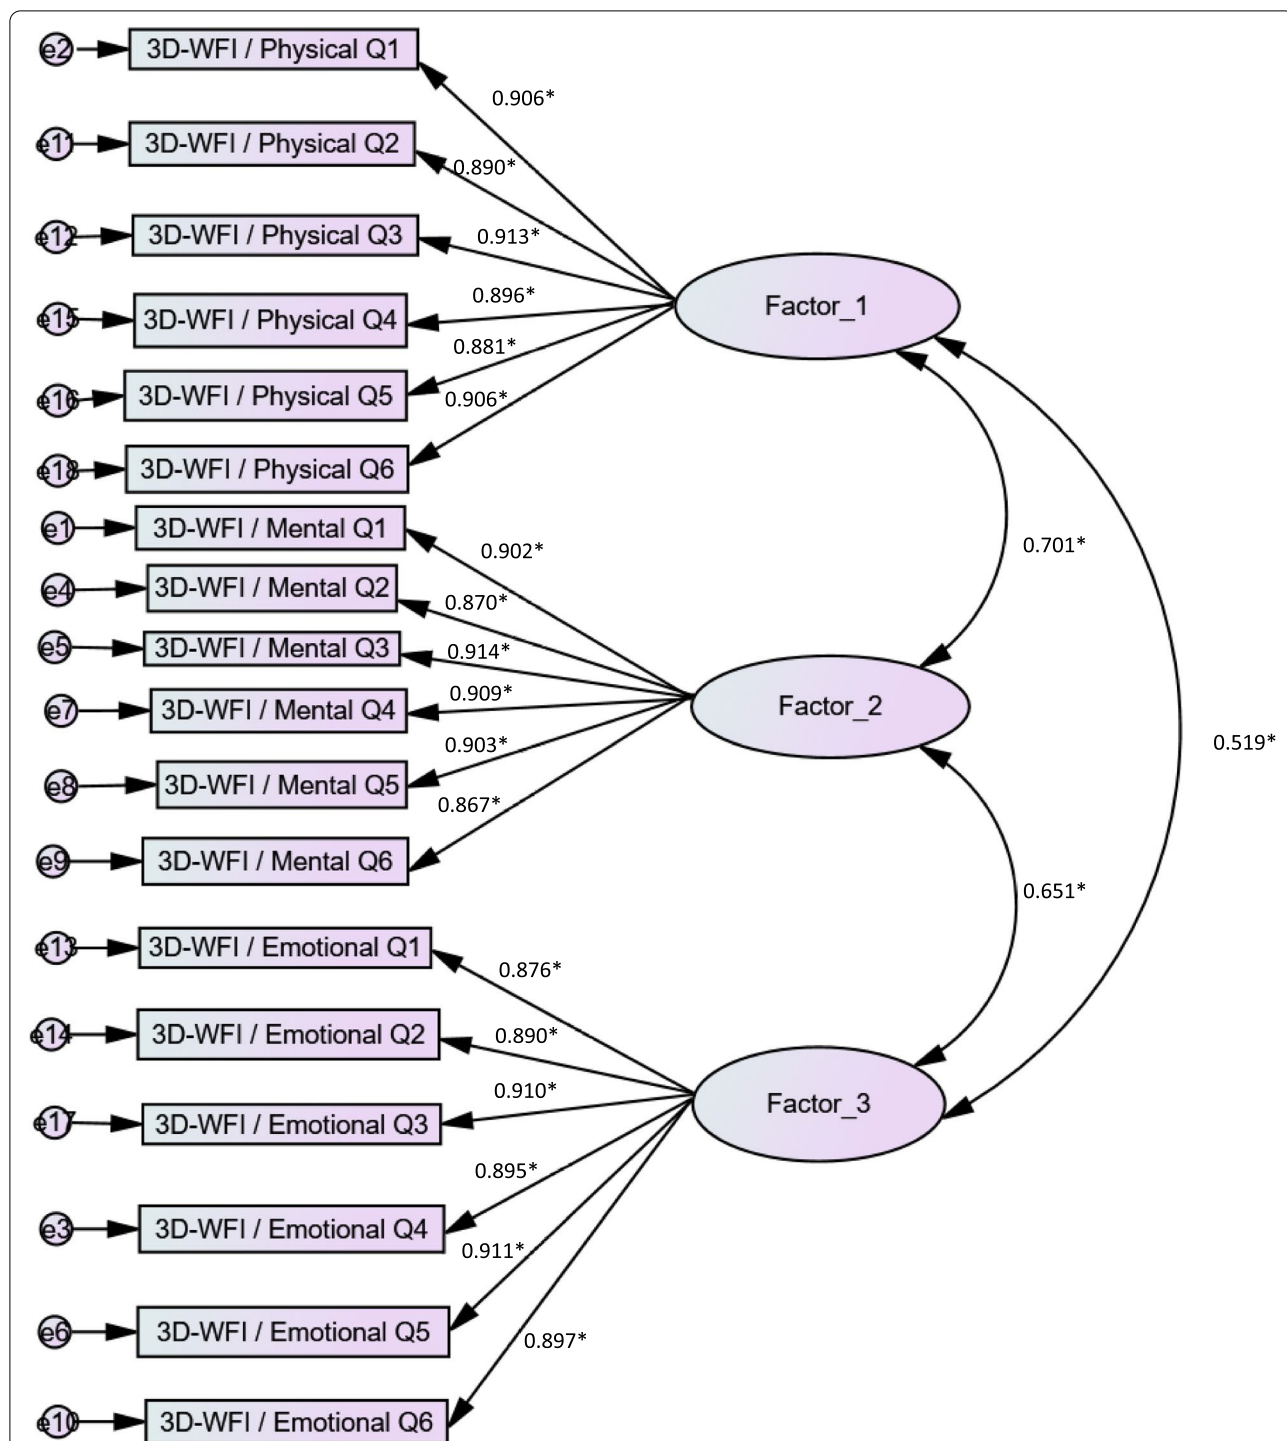 e2 3D-WFI / Physical Q1
0.906*
e11 3D-WFI / Physical Q2
0.890*
e12 3D-WFI / Physical Q3
0.913*
e15 3D-WFI / Physical Q4
0.896*
e16 3D-WFI / Physical Q5
0.881*
e18 3D-WFI / Physical Q6
0.906*
Factor_1
e1 3D-WFI / Mental Q1
0.902*
e4 3D-WFI / Mental Q2
0.870*
e5 3D-WFI / Mental Q3
0.914*
e7 3D-WFI / Mental Q4
0.909*
e8 3D-WFI / Mental Q5
0.903*
e9 3D-WFI / Mental Q6
0.867*
Factor_2
0.701*
0.519*
0.651*
e13 3D-WFI / Emotional Q1
0.876*
e14 3D-WFI / Emotional Q2
0.890*
e17 3D-WFI / Emotional Q3
0.910*
e3 3D-WFI / Emotional Q4
0.895*
e6 3D-WFI / Emotional Q5
0.911*
e10 3D-WFI / Emotional Q6
0.897*
Factor_3